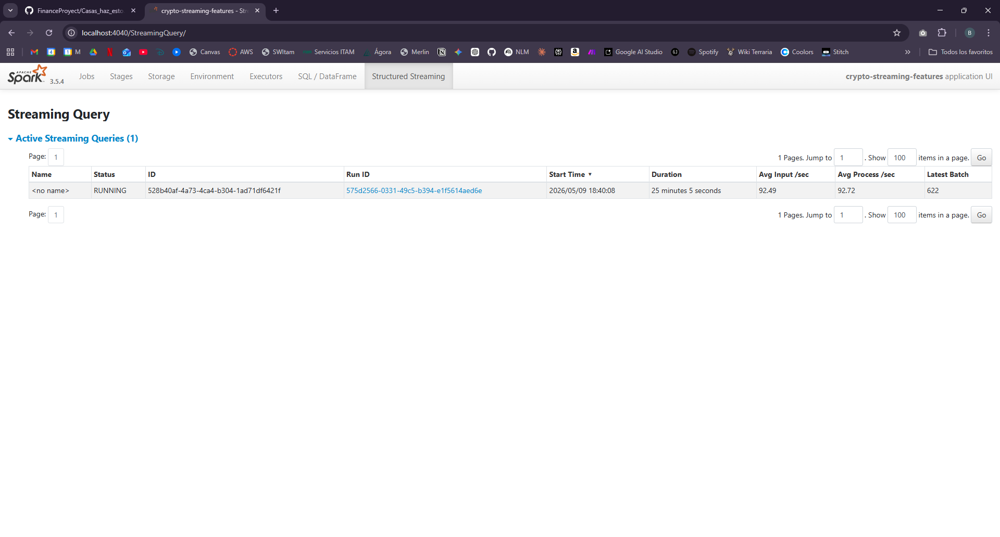 FinanceProyect/Casas_haz_esto
crypto-streaming-features - Str
localhost:4040/StreamingQuery/
B
4
1
M
Canvas
AWS
SWItam
Servicios ITAM
Ágora
Merlin
NLM
Google AI Studio
Spotify
Wiki Terraria
Coolors
Stitch
Todos los favoritos
APACHE
Spark 3.5.4
Jobs
Stages
Storage
Environment
Executors
SQL / DataFrame
Structured Streaming
crypto-streaming-features application UI
Streaming Query
Active Streaming Queries (1)
Page: 1
1 Pages. Jump to 1 . Show 100 items in a page. Go
Name Status ID Run ID Start Time ▾ Duration Avg Input /sec Avg Process /sec Latest Batch
<no name> RUNNING 528b40af-4a73-4ca4-b304-1ad71df6421f 575d2566-0331-49c5-b394-e1f5614aed6e 2026/05/09 18:40:08 25 minutes 5 seconds 92.49 92.72 622
Page: 1
1 Pages. Jump to 1 . Show 100 items in a page. Go